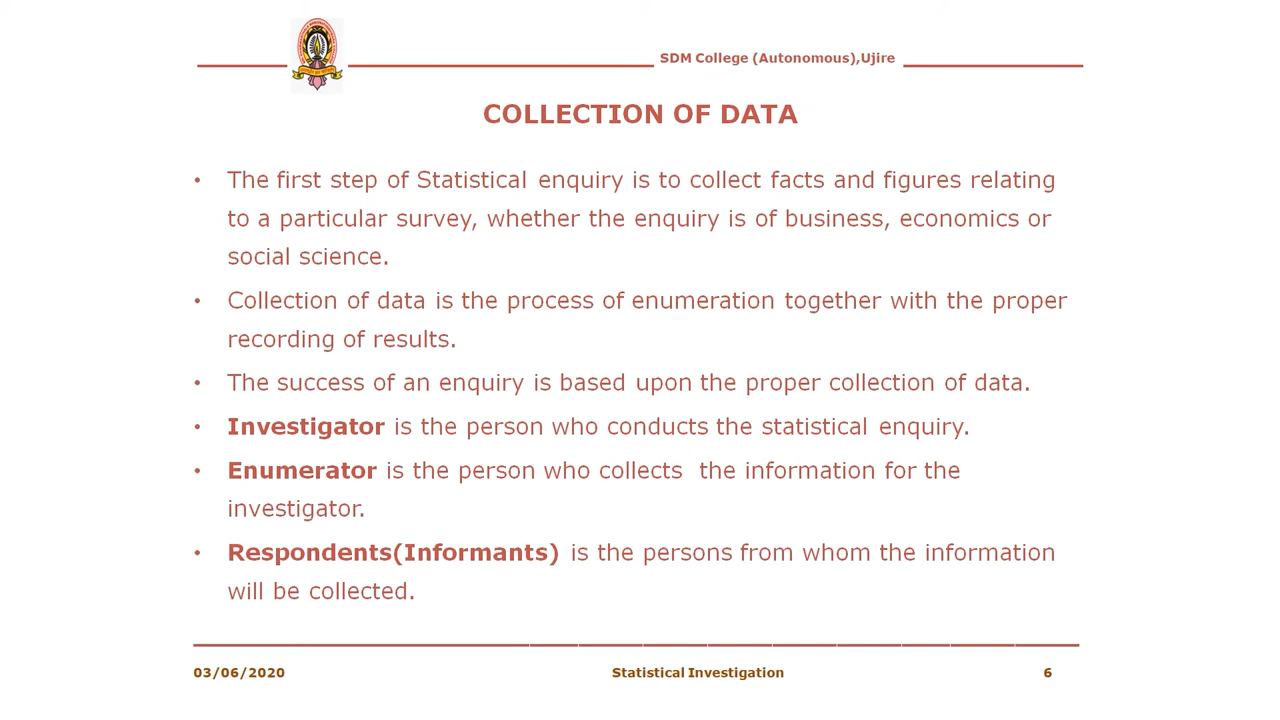 SDM College (Autonomous),Ujire
COLLECTION OF DATA
• The first step of Statistical enquiry is to collect facts and figures relating
to a particular survey, whether the enquiry is of business, economics or
social science.
• Collection of data is the process of enumeration together with the proper
recording of results.
• The success of an enquiry is based upon the proper collection of data.
• Investigator is the person who conducts the statistical enquiry.
• Enumerator is the person who collects  the information for the
investigator.
• Respondents(Informants) is the persons from whom the information
will be collected.
03/06/2020 Statistical Investigation 6